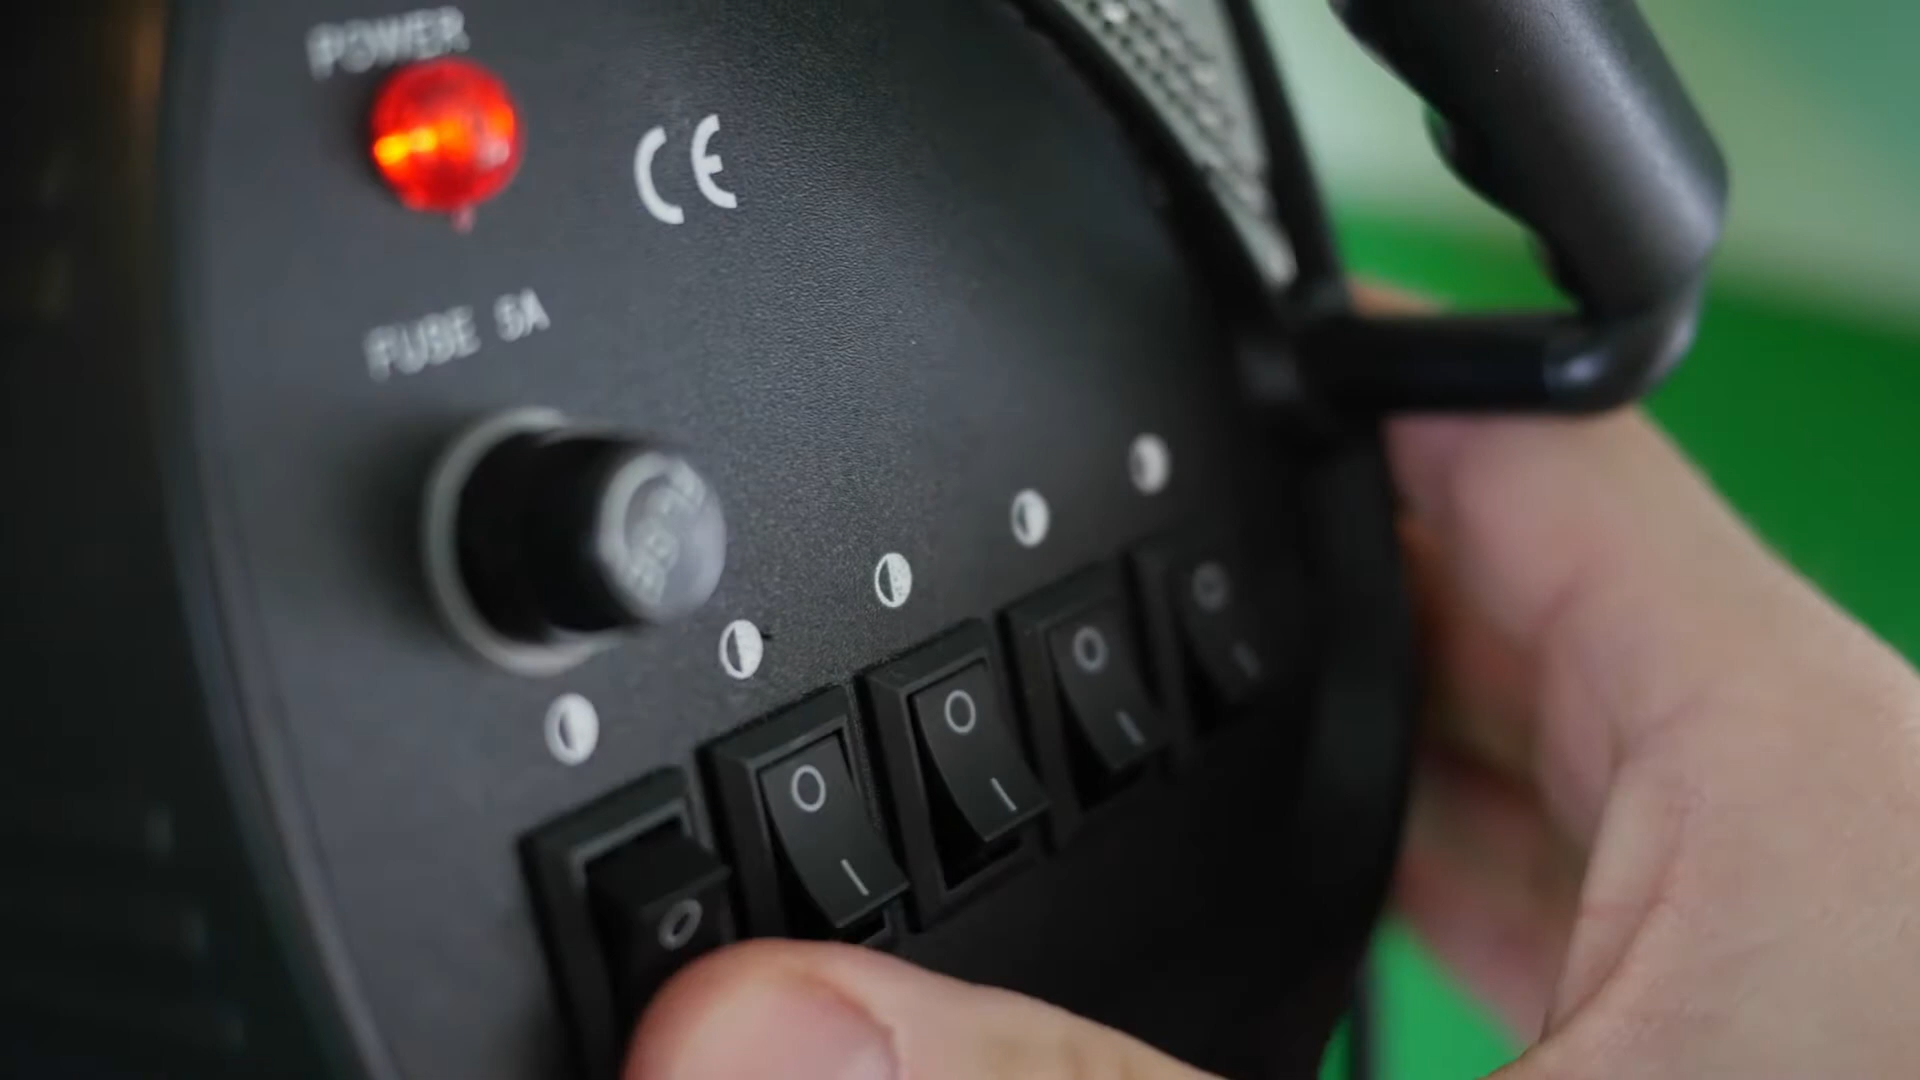 POWER
CE
FUSE 5A
O I
O I
O I
O I
O